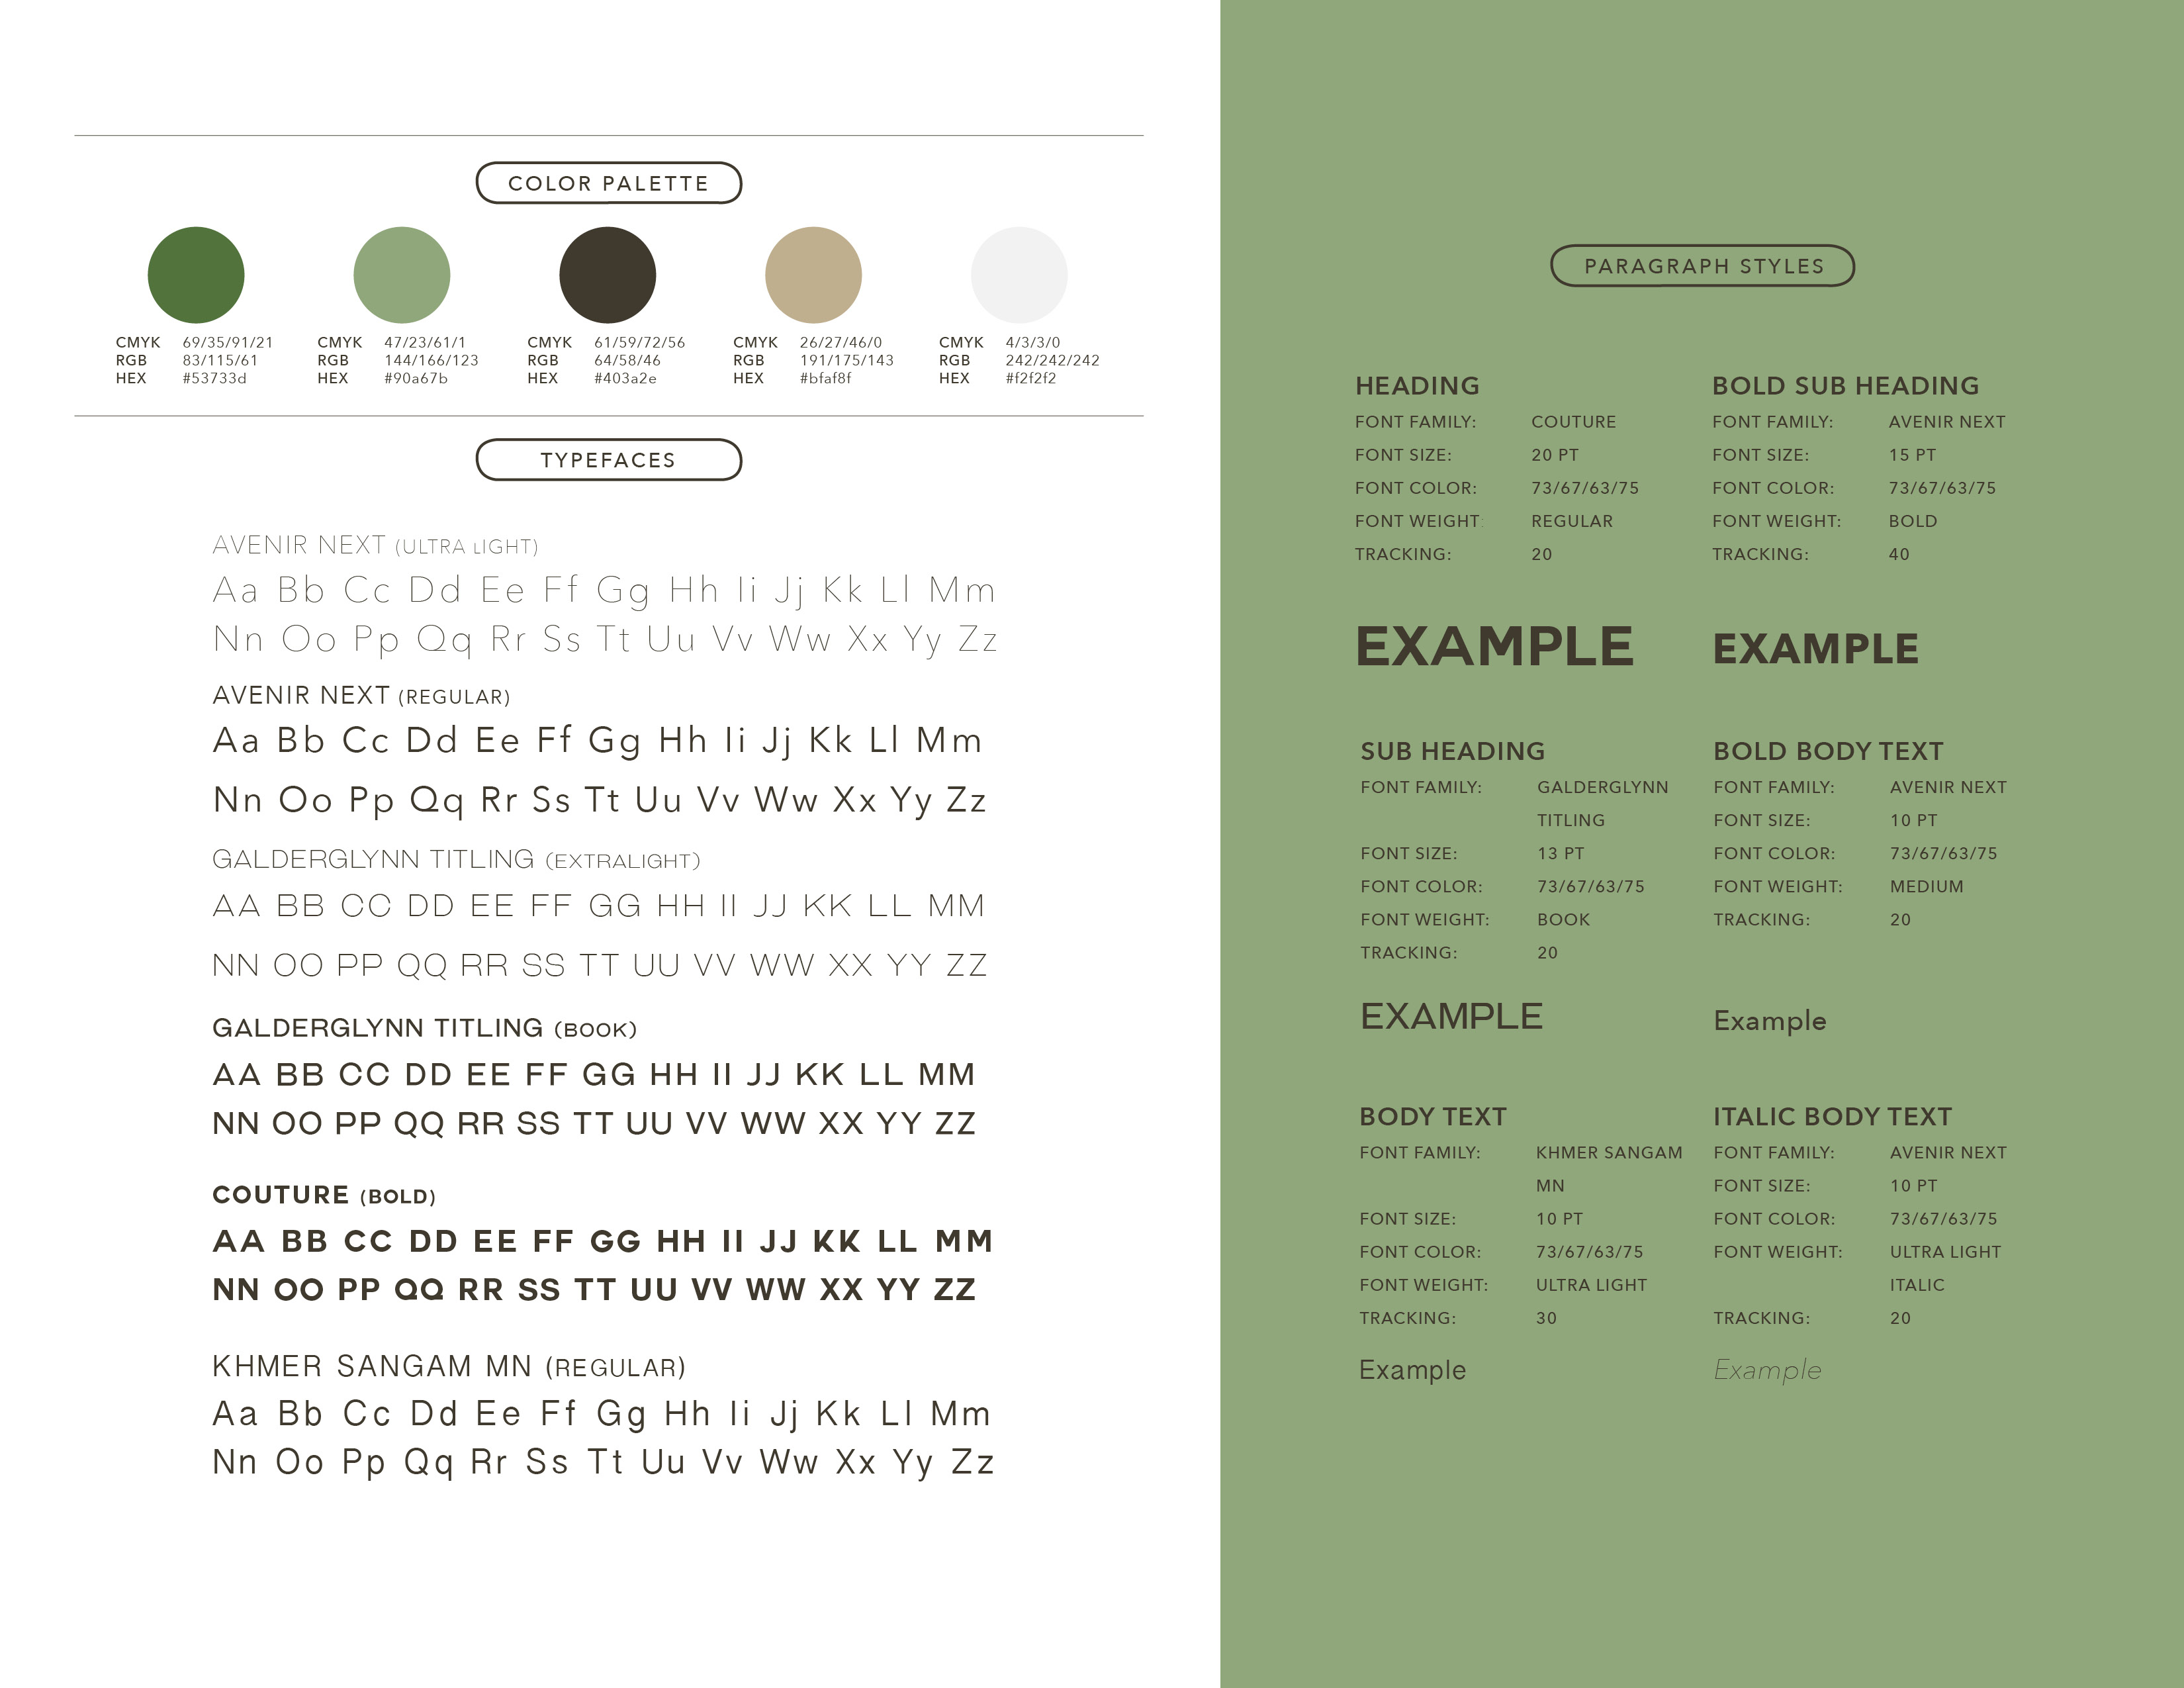 COLOR PALETTE
CMYK 69/35/91/21
RGB 83/115/61
HEX #53733d
CMYK 47/23/61/1
RGB 144/166/123
HEX #90a67b
CMYK 61/59/72/56
RGB 64/58/46
HEX #403a2e
CMYK 26/27/46/0
RGB 191/175/143
HEX #bfaf8f
CMYK 4/3/3/0
RGB 242/242/242
HEX #f2f2f2
TYPEFACES
AVENIR NEXT (ULTRA LIGHT)
Aa Bb Cc Dd Ee Ff Gg Hh Ii Jj Kk Ll Mm
Nn Oo Pp Qq Rr Ss Tt Uu Vv Ww Xx Yy Zz
AVENIR NEXT (REGULAR)
Aa Bb Cc Dd Ee Ff Gg Hh Ii Jj Kk Ll Mm
Nn Oo Pp Qq Rr Ss Tt Uu Vv Ww Xx Yy Zz
GALDERGLYNN TITLING (EXTRALIGHT)
AA BB CC DD EE FF GG HH II JJ KK LL MM
NN OO PP QQ RR SS TT UU VV WW XX YY ZZ
GALDERGLYNN TITLING (BOOK)
AA BB CC DD EE FF GG HH II JJ KK LL MM
NN OO PP QQ RR SS TT UU VV WW XX YY ZZ
COUTURE (BOLD)
AA BB CC DD EE FF GG HH II JJ KK LL MM
NN OO PP QQ RR SS TT UU VV WW XX YY ZZ
KHMER SANGAM MN (REGULAR)
Aa Bb Cc Dd Ee Ff Gg Hh Ii Jj Kk Ll Mm
Nn Oo Pp Qq Rr Ss Tt Uu Vv Ww Xx Yy Zz
PARAGRAPH STYLES
HEADING
FONT FAMILY: COUTURE
FONT SIZE: 20 PT
FONT COLOR: 73/67/63/75
FONT WEIGHT: REGULAR
TRACKING: 20
EXAMPLE
BOLD SUB HEADING
FONT FAMILY: AVENIR NEXT
FONT SIZE: 15 PT
FONT COLOR: 73/67/63/75
FONT WEIGHT: BOLD
TRACKING: 40
EXAMPLE
SUB HEADING
FONT FAMILY: GALDERGLYNN
TITLING
FONT SIZE: 13 PT
FONT COLOR: 73/67/63/75
FONT WEIGHT: BOOK
TRACKING: 20
EXAMPLE
BOLD BODY TEXT
FONT FAMILY: AVENIR NEXT
FONT SIZE: 10 PT
FONT COLOR: 73/67/63/75
FONT WEIGHT: MEDIUM
TRACKING: 20
Example
BODY TEXT
FONT FAMILY: KHMER SANGAM
MN
FONT SIZE: 10 PT
FONT COLOR: 73/67/63/75
FONT WEIGHT: ULTRA LIGHT
TRACKING: 30
Example
ITALIC BODY TEXT
FONT FAMILY: AVENIR NEXT
FONT SIZE: 10 PT
FONT COLOR: 73/67/63/75
FONT WEIGHT: ULTRA LIGHT
ITALIC
TRACKING: 20
Example